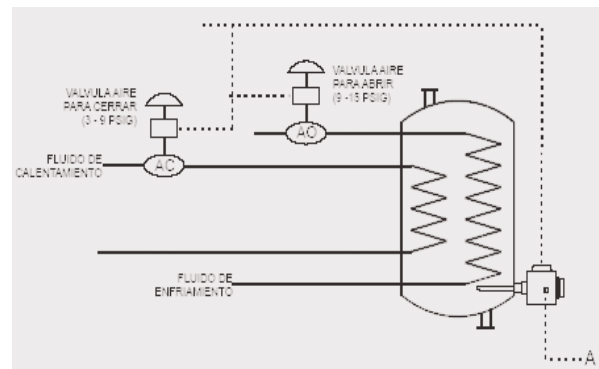 VALVULA AIRE
PARA ABRIR
(9 -15 PSIG)
VALVULA AIRE
PARA CERRAR
(3 - 9 PSIG)
AO
AC
FLUIDO DE
CALENTAMIENTO
FLUIDO DE
ENFRIAMIENTO
A